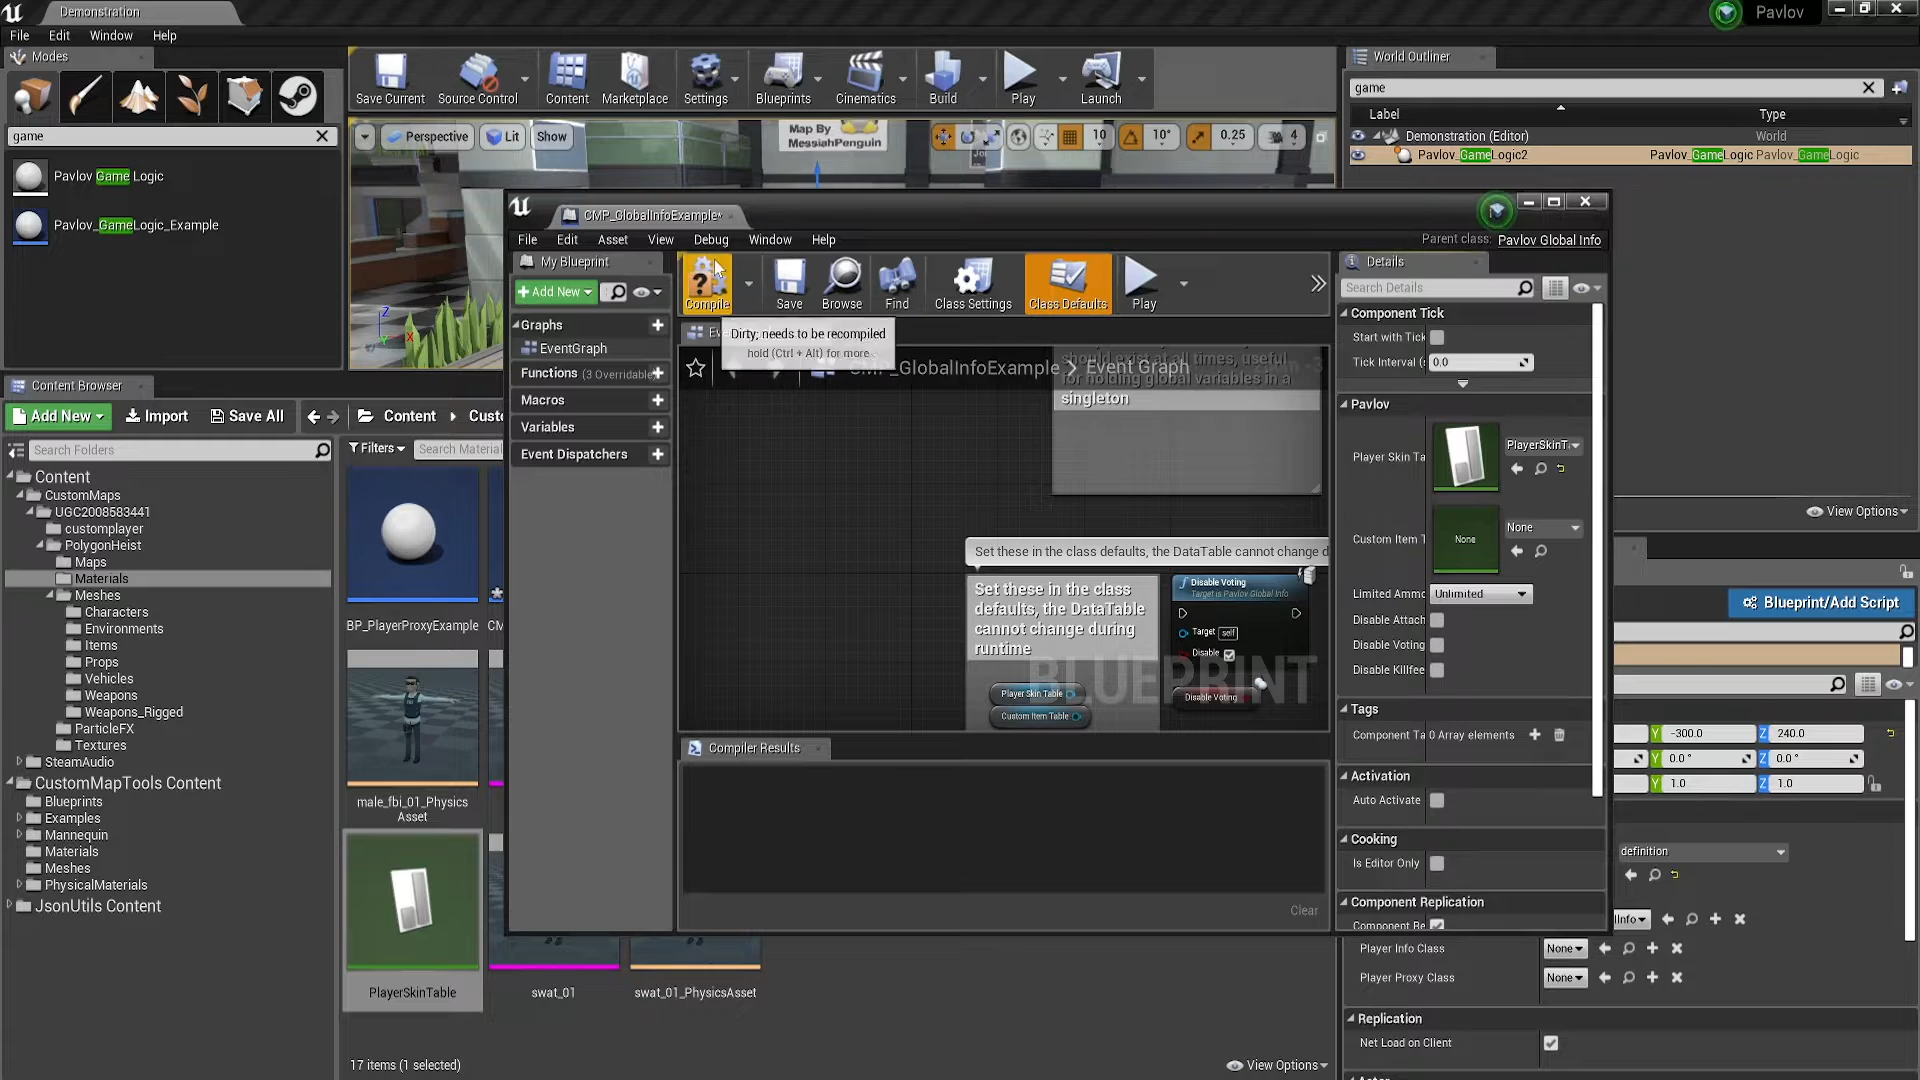 Demonstration
Pavlov
File Edit Window Help
Modes
game
Pavlov Game Logic
Pavlov_GameLogic_Example
Save Current
Source Control
Content
Marketplace
Settings
Blueprints
Cinematics
Build
Play
Launch
Perspective
Lit
Show
10
10°
0.25
4
Map By
MessiahPenguin
World Outliner
game
Label
Type
Demonstration (Editor)
World
Pavlov_GameLogic2
Pavlov_GameLogic Pavlov_GameLogic
View Options
Content Browser
Add New
Import
Save All
Content
Custo
Search Folders
Filters
Search Material
Content
CustomMaps
UGC2008583441
customplayer
PolygonHeist
Maps
Materials
Meshes
Characters
Environments
Items
Props
Vehicles
Weapons
Weapons_Rigged
ParticleFX
Textures
SteamAudio
CustomMapTools Content
Blueprints
Examples
Mannequin
Materials
Meshes
PhysicalMaterials
JsonUtils Content
BP_PlayerProxyExample
CM
male_fbi_01_Physics
Asset
PlayerSkinTable
swat_01
swat_01_PhysicsAsset
17 items (1 selected)
View Options
CMP_GlobalInfoExample*
File Edit Asset View Debug Window Help
Parent class: Pavlov Global Info
My Blueprint
Add New
Graphs
EventGraph
Functions (3 Overridable)
Macros
Variables
Event Dispatchers
Compile
Save
Browse
Find
Class Settings
Class Defaults
Play
Ev
Dirty; needs to be recompiled
hold (Ctrl + Alt) for more
CMP_GlobalInfoExample > Event Graph
should exist at all times, useful
for holding global variables in a
singleton
Set these in the class defaults, the DataTable cannot change d
Set these in the class
defaults, the DataTable
cannot change during
runtime
Player Skin Table
Custom Item Table
Disable Voting
Target is Pavlov Global Info
Target self
Disable
Disable Voting
BLUEPRINT
Compiler Results
Clear
Details
Search Details
Component Tick
Start with Tick
Tick Interval (s 0.0
Pavlov
Player Skin Ta
PlayerSkinT
Custom Item T
None
None
Limited Ammo
Unlimited
Disable Attach
Disable Voting
Disable Killfee
Tags
Component Ta 0 Array elements
Activation
Auto Activate
Cooking
Is Editor Only
Component Replication
Component Re
Blueprint/Add Script
Y -300.0 Z 240.0
Y 0.0 ° Z 0.0 °
Y 1.0 Z 1.0
definition
lInfo
Player Info Class
None
Player Proxy Class
None
Replication
Net Load on Client